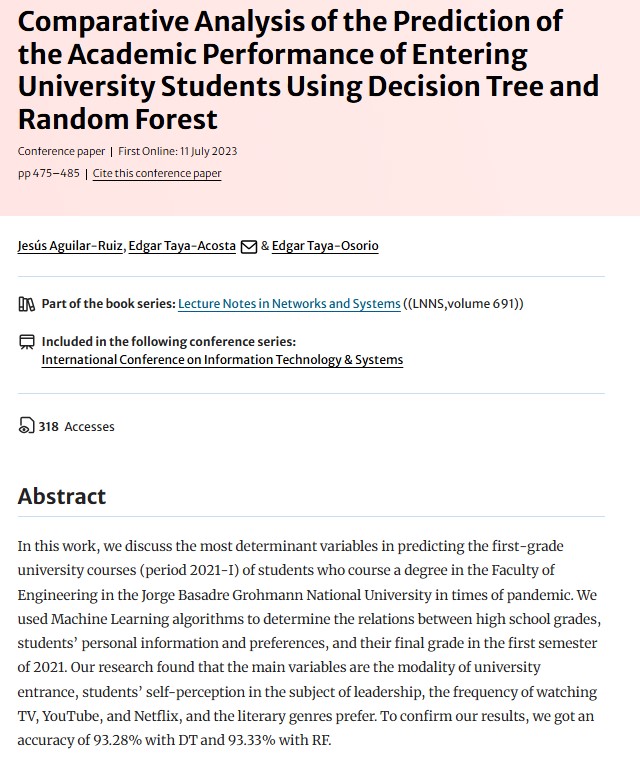 Comparative Analysis of the Prediction of
the Academic Performance of Entering
University Students Using Decision Tree and
Random Forest
Conference paper | First Online: 11 July 2023
pp 475–485 | Cite this conference paper
Jesús Aguilar-Ruiz, Edgar Taya-Acosta & Edgar Taya-Osorio
Part of the book series: Lecture Notes in Networks and Systems ((LNNS,volume 691))
Included in the following conference series:
International Conference on Information Technology & Systems
318 Accesses
Abstract
In this work, we discuss the most determinant variables in predicting the first-grade
university courses (period 2021-I) of students who course a degree in the Faculty of
Engineering in the Jorge Basadre Grohmann National University in times of pandemic. We
used Machine Learning algorithms to determine the relations between high school grades,
students’ personal information and preferences, and their final grade in the first semester
of 2021. Our research found that the main variables are the modality of university
entrance, students’ self-perception in the subject of leadership, the frequency of watching
TV, YouTube, and Netflix, and the literary genres prefer. To confirm our results, we got an
accuracy of 93.28% with DT and 93.33% with RF.